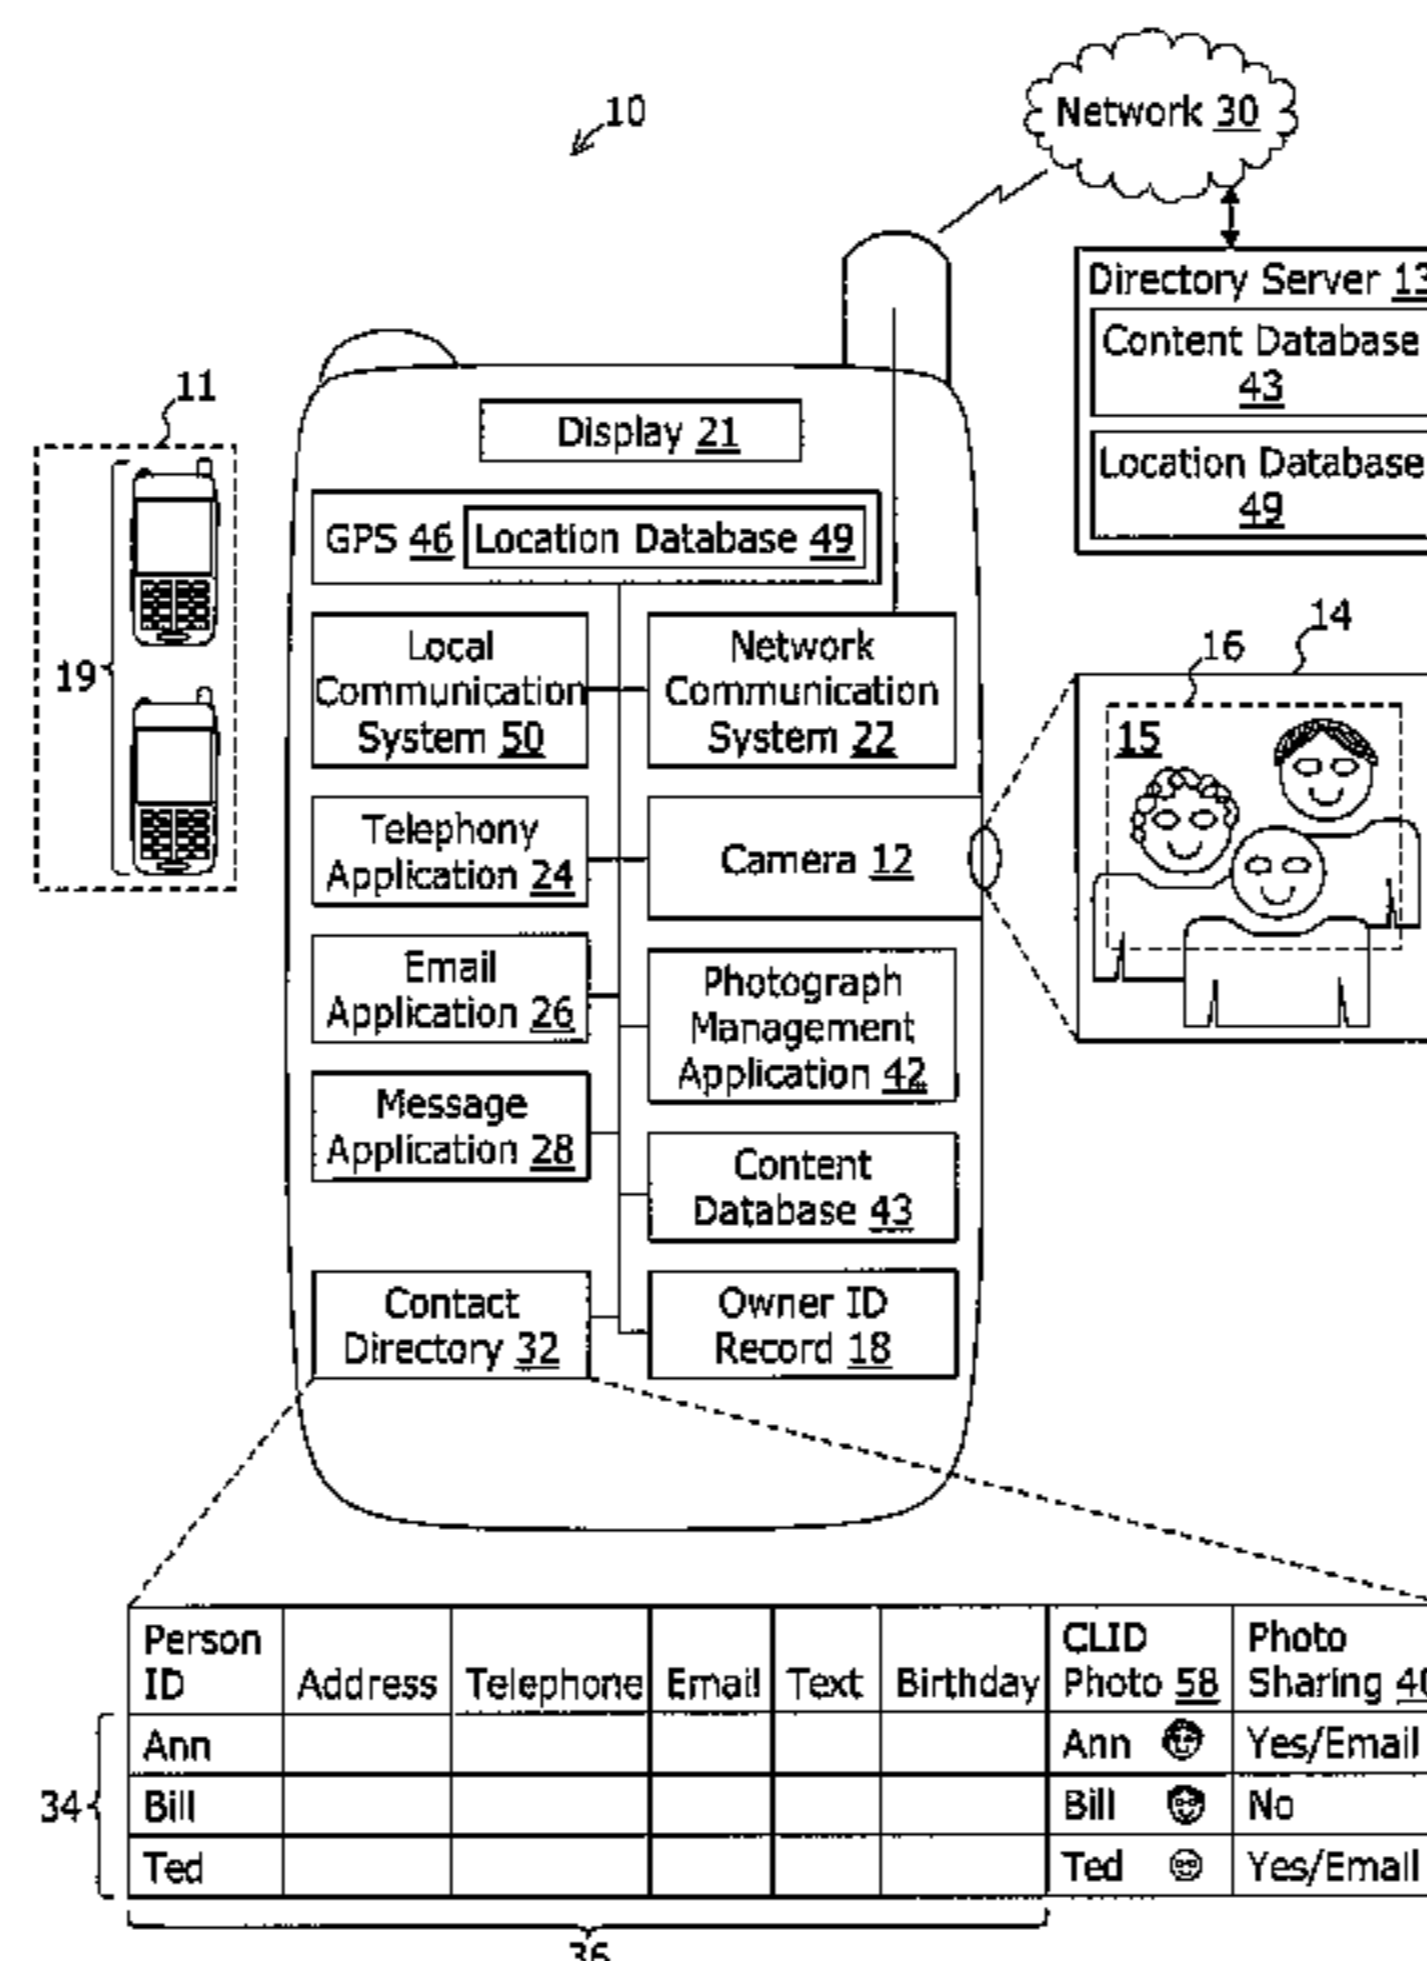 10
Network 30
Directory Server 13
Content Database
43
Location Database
49
11
19
Display 21
GPS 46
Location Database 49
Local
Communication
System 50
Network
Communication
System 22
Telephony
Application 24
Camera 12
Email
Application 26
Photograph
Management
Application 42
Message
Application 28
Content
Database 43
Contact
Directory 32
Owner ID
Record 18
14
16
15
Person
ID
Address
Telephone
Email
Text
Birthday
CLID
Photo 58
Photo
Sharing 40
34
Ann
Ann
Yes/Email
Bill
Bill
No
Ted
Ted
Yes/Email
36